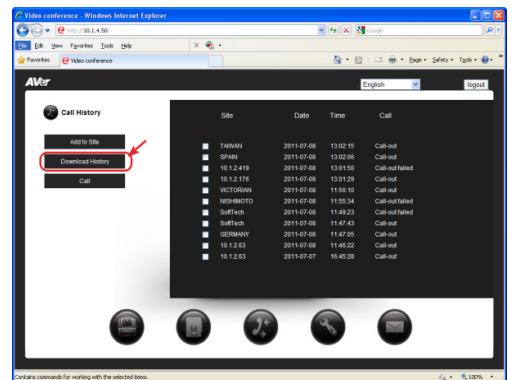 Video conference - Windows Internet Explorer
http://10.1.4.50/
Google
File Edit View Favorites Tools Help
Favorites Video conference
Page Safety Tools
AVer English logout
Call History
Add to Site
Download History
Call
Site Date Time Call
TAIWAN 2011-07-08 13:02:15 Call-out
SPAIN 2011-07-08 13:02:06 Call-out
10.1.2.419 2011-07-08 13:01:50 Call-out failed
10.1.2.176 2011-07-08 13:01:29 Call-out
VICTORIAN 2011-07-08 11:56:10 Call-out
NISHIMOTO 2011-07-08 11:55:34 Call-out failed
SoftTech 2011-07-08 11:49:23 Call-out failed
SoftTech 2011-07-08 11:47:43 Call-out
GERMANY 2011-07-08 11:47:05 Call-out
10.1.2.63 2011-07-08 11:46:22 Call-out
10.1.2.63 2011-07-07 16:45:28 Call-out
Contains commands for working with the selected items.
100%